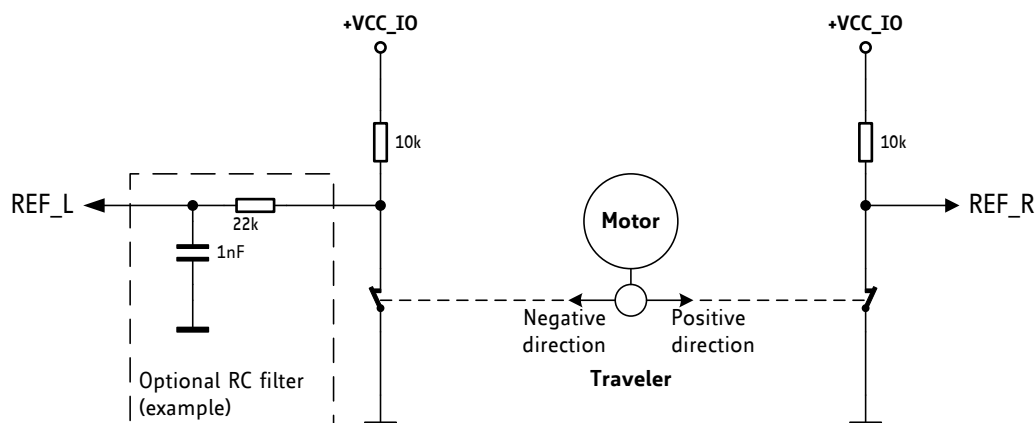 +VCC_IO
+VCC_IO
10k
10k
REF_L
22k
1nF
Motor
REF_R
Negative
direction
Positive
direction
Traveler
Optional RC filter
(example)